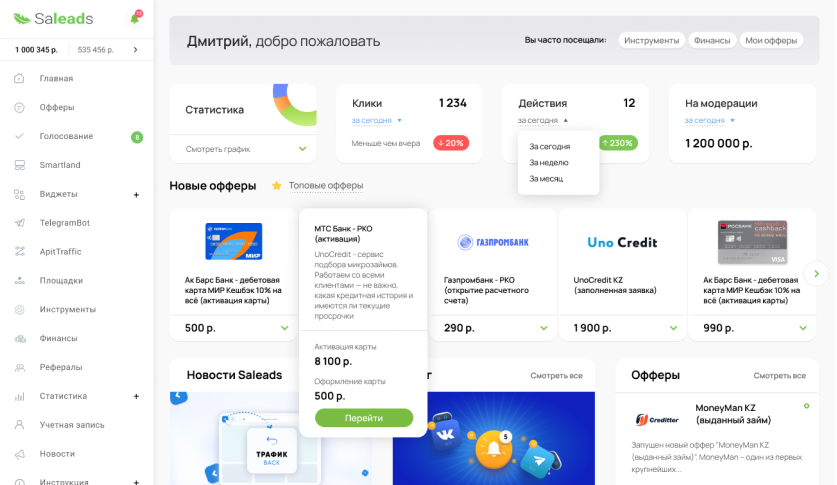 Saleads
12
1 000 345 р.
535 456 р.
Главная
Офферы
Голосование
8
Smartland
Виджеты
TelegramBot
ApitTraffic
Площадки
Инструменты
Финансы
Рефералы
Статистика
Учетная запись
Новости
Инструкция
Дмитрий, добро пожаловать
Вы часто посещали:
Инструменты
Финансы
Мои офферы
Статистика
Смотреть график
Клики
1 234
за сегодня
Меньше чем вчера
20%
Действия
12
за сегодня
230%
За сегодня
За неделю
За месяц
На модерации
за сегодня
1 200 000 р.
Новые офферы
Топовые офферы
МИР
Ак Барс Банк - дебетовая
карта МИР Кешбэк 10% на
всё (активация карты)
500 р.
МТС Банк - РКО
(активация)
UnoCredit - сервис
подбора микрозаймов.
Работаем со всеми
клиентами — не важно,
какая кредитная история и
имеются ли текущие
просрочки
Активация карты
8 100 р.
Оформление карты
500 р.
Перейти
ГАЗПРОМБАНК
Газпромбанк - РКО
(открытие расчетного
счета)
290 р.
Uno Credit
UnoCredit KZ
(заполненная заявка)
1 900 р.
РОСБАНК
VISA
Ак Барс Банк - дебетовая
карта МИР Кешбэк 10% на
всё (активация карты)
990 р.
Новости Saleads
г
Смотреть все
ТРАФИК
BACK
5
Офферы
Смотреть все
Creditter
MoneyMan KZ
(выданный займ)
Запущен новый оффер "MoneyMan KZ
(выданный займ)". MoneyMan – один из первых
крупнейших...